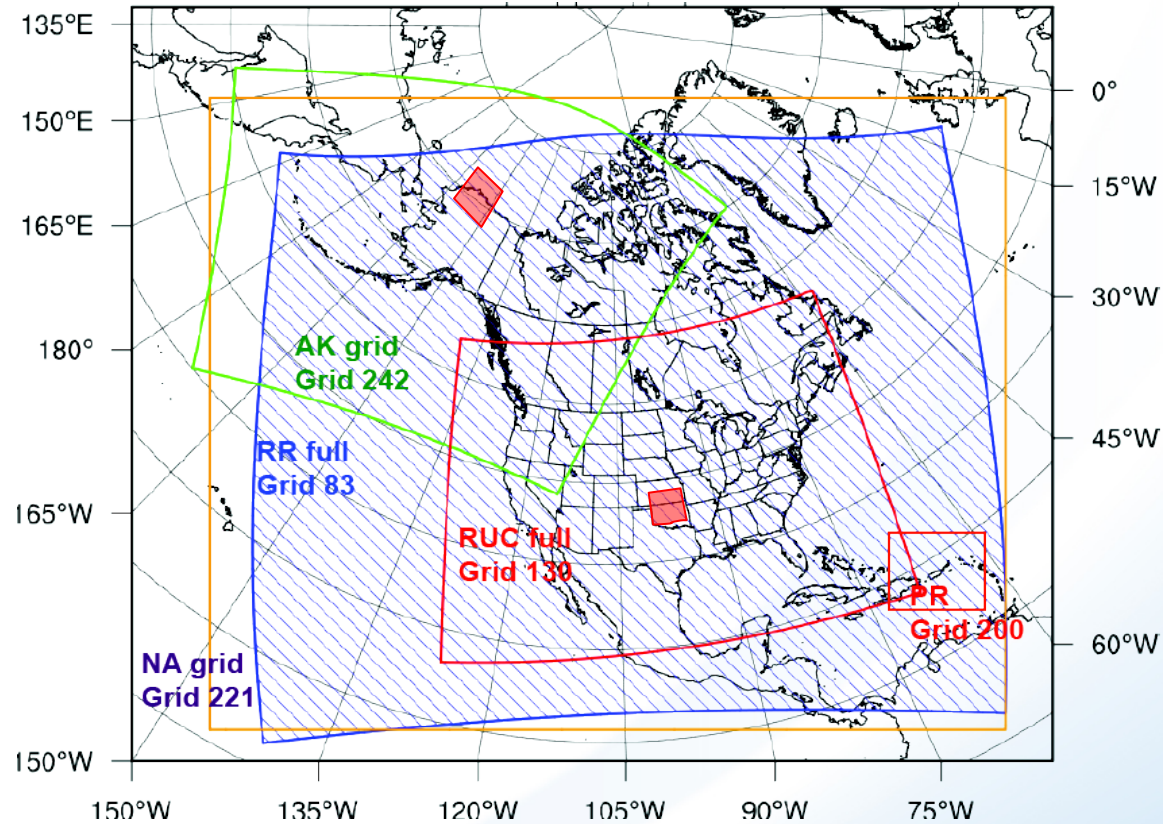 135°E
150°E
165°E
180°
165°W
150°W
0°
15°W
30°W
45°W
60°W
AK grid
Grid 242
RR full
Grid 83
RUC full
Grid 130
PR
Grid 200
NA grid
Grid 221
150°W
135°W
120°W
105°W
90°W
75°W